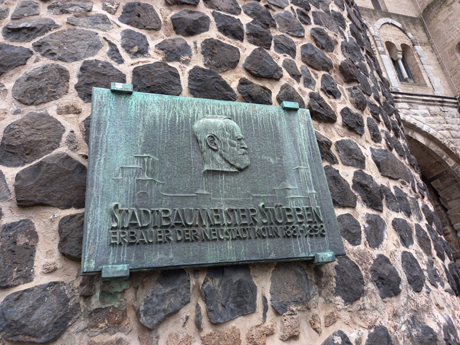 STADTBAUMEISTER STÜBBEN
ERBAUER DER NEUSTADT KÖLN 1881-1898